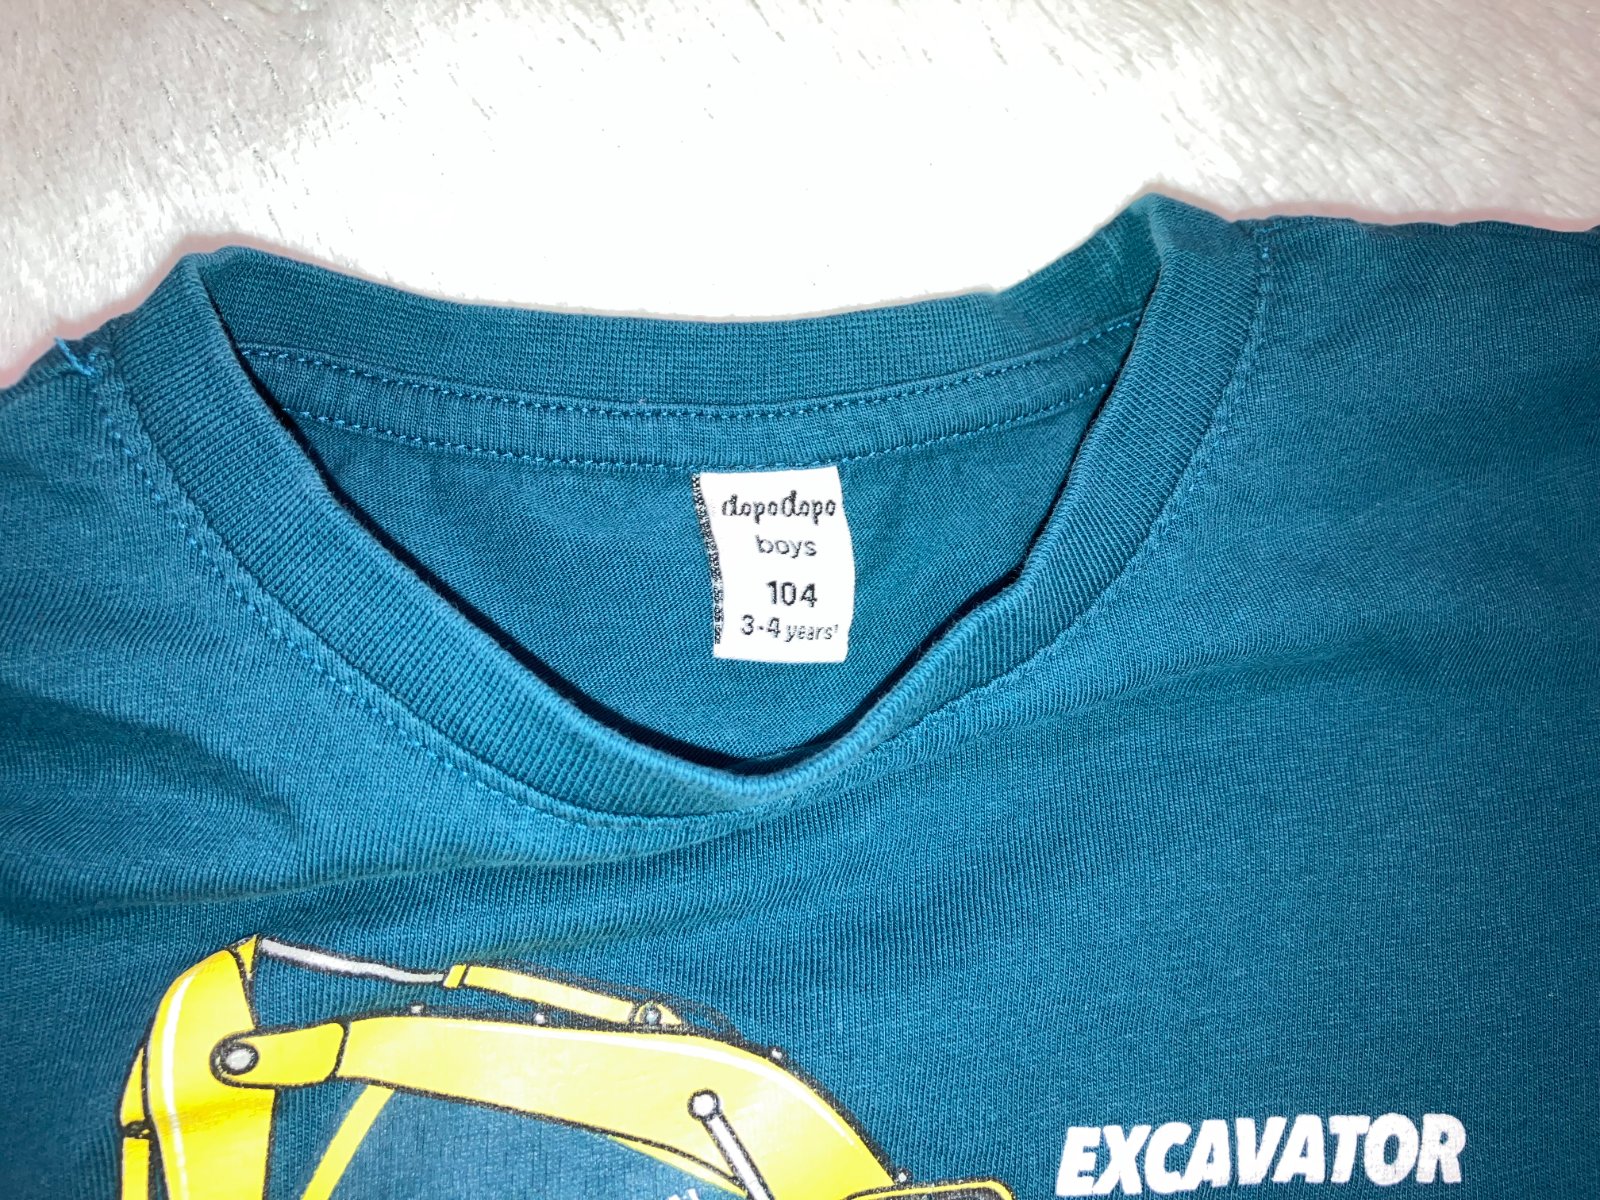 dopodopo
boys
104
3-4 years'
EXCAVATOR